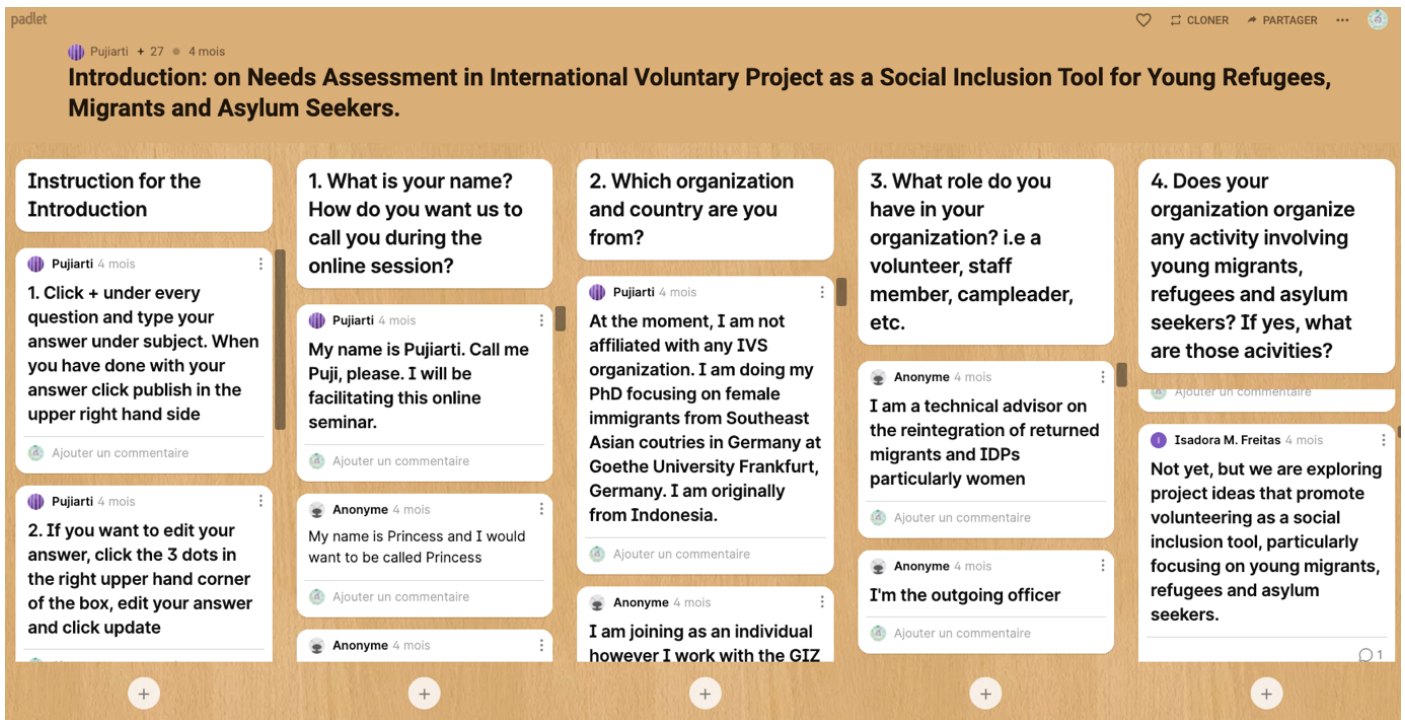 padlet
CLONER
PARTAGER
Pujiarti + 27 4 mois
Introduction: on Needs Assessment in International Voluntary Project as a Social Inclusion Tool for Young Refugees,
Migrants and Asylum Seekers.
Instruction for the
Introduction
Pujiarti 4 mois
1. Click + under every
question and type your
answer under subject. When
you have done with your
answer click publish in the
upper right hand side
Ajouter un commentaire
Pujiarti 4 mois
2. If you want to edit your
answer, click the 3 dots in
the right upper hand corner
of the box, edit your answer
and click update
1. What is your name?
How do you want us to
call you during the
online session?
Pujiarti 4 mois
My name is Pujiarti. Call me
Puji, please. I will be
facilitating this online
seminar.
Ajouter un commentaire
Anonyme 4 mois
My name is Princess and I would
want to be called Princess
Ajouter un commentaire
Anonyme 4 mois
2. Which organization
and country are you
from?
Pujiarti 4 mois
At the moment, I am not
affiliated with any IVS
organization. I am doing my
PhD focusing on female
immigrants from Southeast
Asian coutries in Germany at
Goethe University Frankfurt,
Germany. I am originally
from Indonesia.
Ajouter un commentaire
Anonyme 4 mois
I am joining as an individual
however I work with the GIZ
3. What role do you
have in your
organization? i.e a
volunteer, staff
member, campleader,
etc.
Anonyme 4 mois
I am a technical advisor on
the reintegration of returned
migrants and IDPs
particularly women
Ajouter un commentaire
Anonyme 4 mois
I'm the outgoing officer
Ajouter un commentaire
4. Does your
organization organize
any activity involving
young migrants,
refugees and asylum
seekers? If yes, what
are those acivities?
Ajouter un commentaire
Isadora M. Freitas 4 mois
Not yet, but we are exploring
project ideas that promote
volunteering as a social
inclusion tool, particularly
focusing on young migrants,
refugees and asylum
seekers.
1